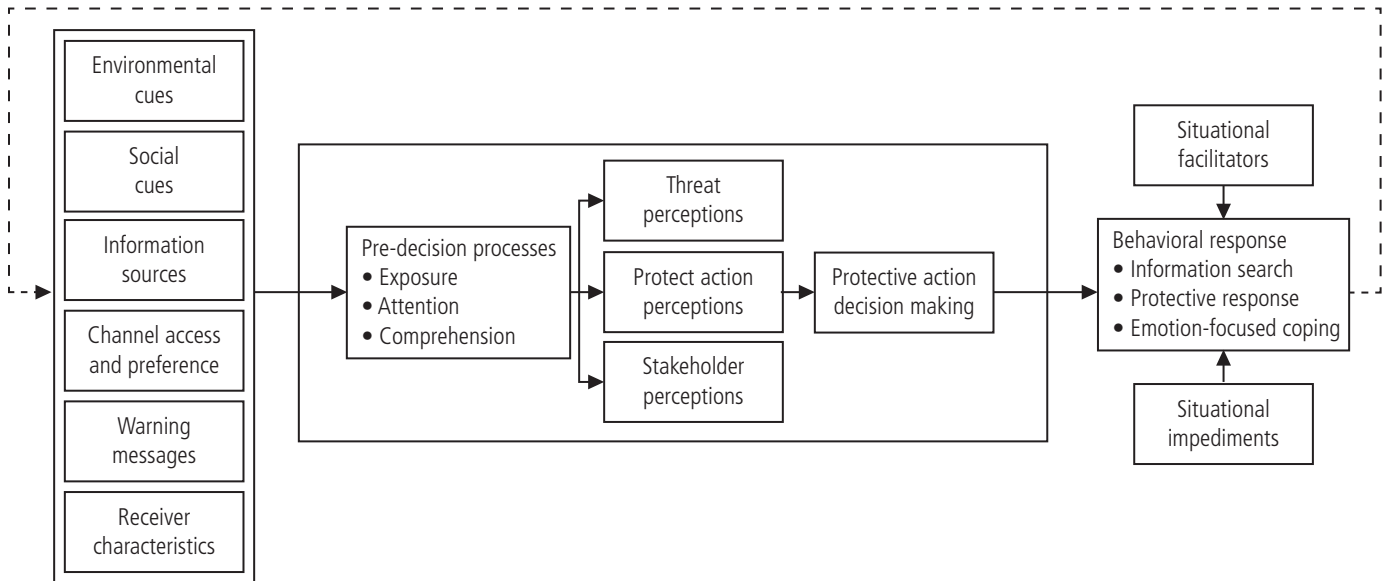 Environmental
cues
Social
cues
Information
sources
Channel access
and preference
Warning
messages
Receiver
characteristics
Pre-decision processes
• Exposure
• Attention
• Comprehension
Threat
perceptions
Protect action
perceptions
Stakeholder
perceptions
Protective action
decision making
Situational
facilitators
Behavioral response
• Information search
• Protective response
• Emotion-focused coping
Situational
impediments